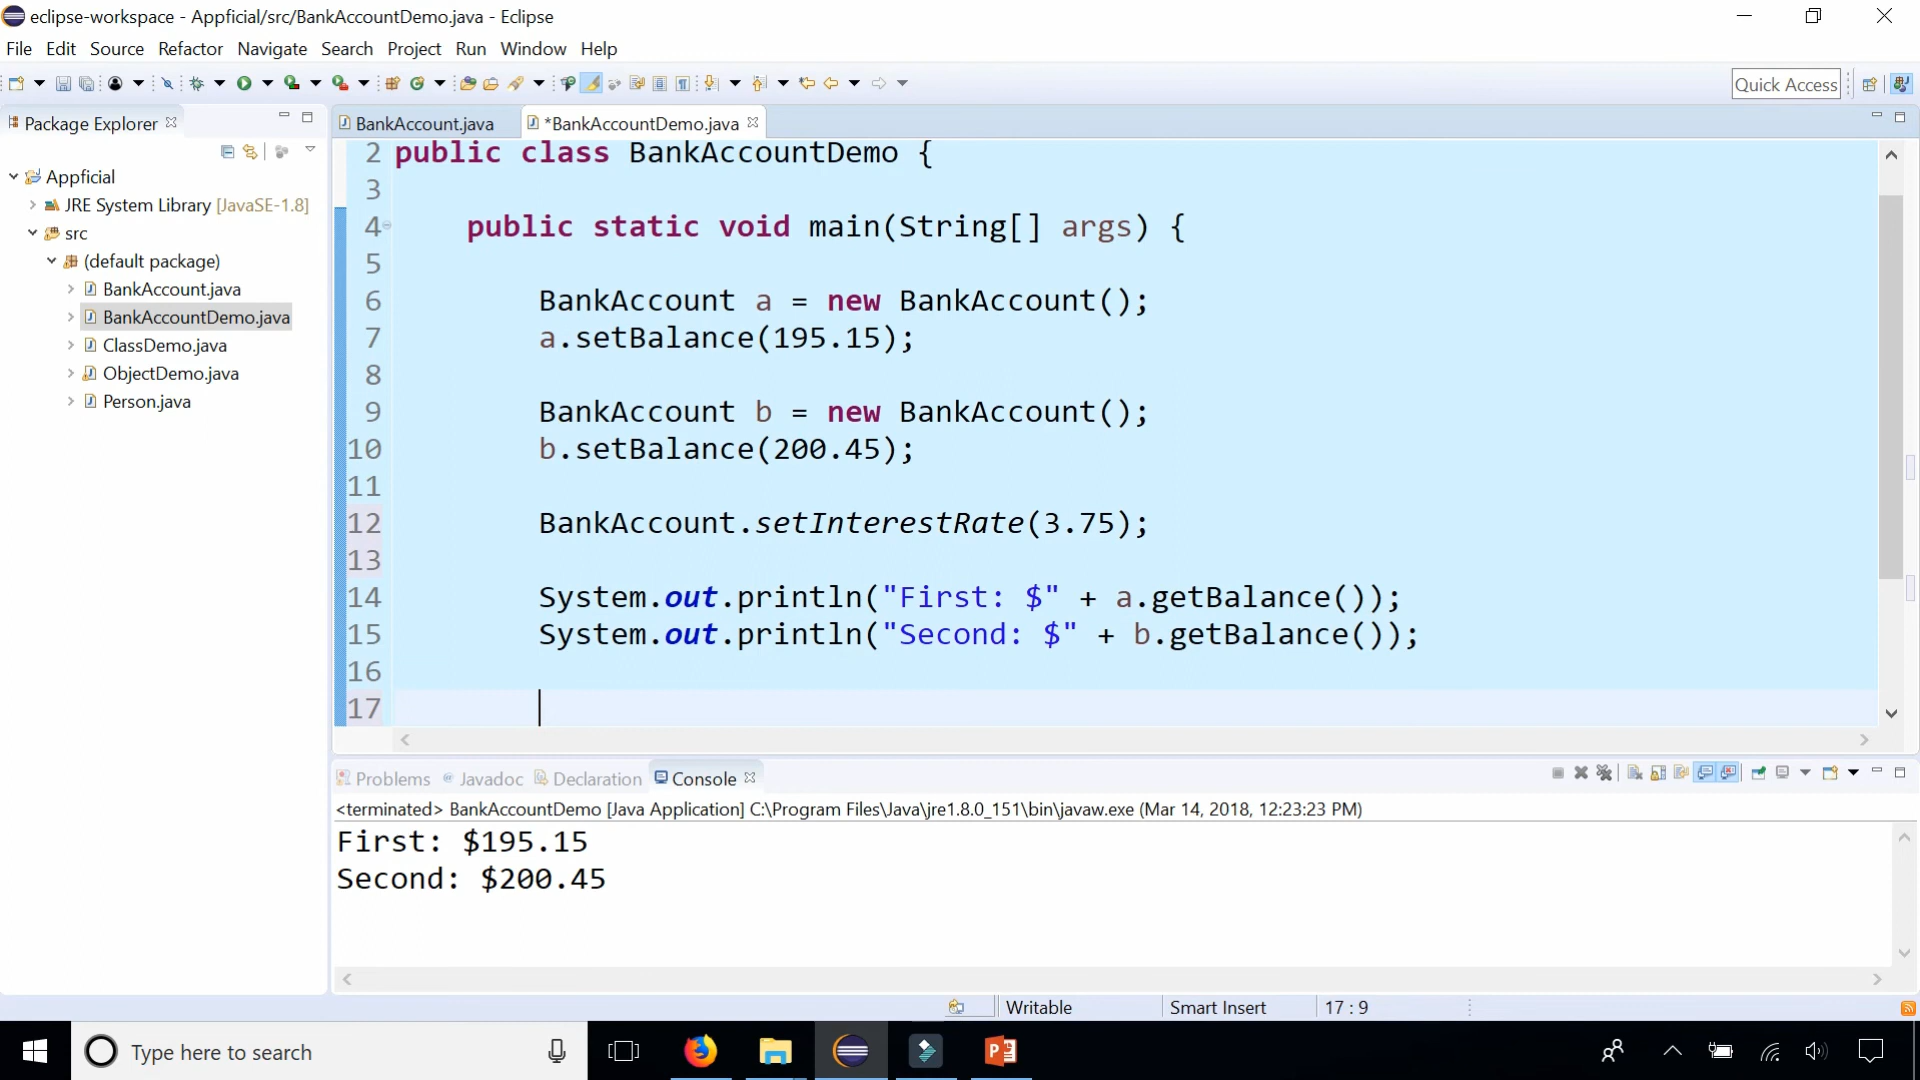 eclipse-workspace - Appficial/src/BankAccountDemo.java - Eclipse
File Edit Source Refactor Navigate Search Project Run Window Help
Quick Access
Package Explorer
BankAccount.java *BankAccountDemo.java
Appficial
JRE System Library [JavaSE-1.8]
src
(default package)
BankAccount.java
BankAccountDemo.java
ClassDemo.java
ObjectDemo.java
Person.java
2 public class BankAccountDemo {
3
4 public static void main(String[] args) {
5
6 BankAccount a = new BankAccount();
7 a.setBalance(195.15);
8
9 BankAccount b = new BankAccount();
10 b.setBalance(200.45);
11
12 BankAccount.setInterestRate(3.75);
13
14 System.out.println("First: $" + a.getBalance());
15 System.out.println("Second: $" + b.getBalance());
16
17
Problems Javadoc Declaration Console
<terminated> BankAccountDemo [Java Application] C:\Program Files\Java\jre1.8.0_151\bin\javaw.exe (Mar 14, 2018, 12:23:23 PM)
First: $195.15
Second: $200.45
Writable Smart Insert 17 : 9
Type here to search